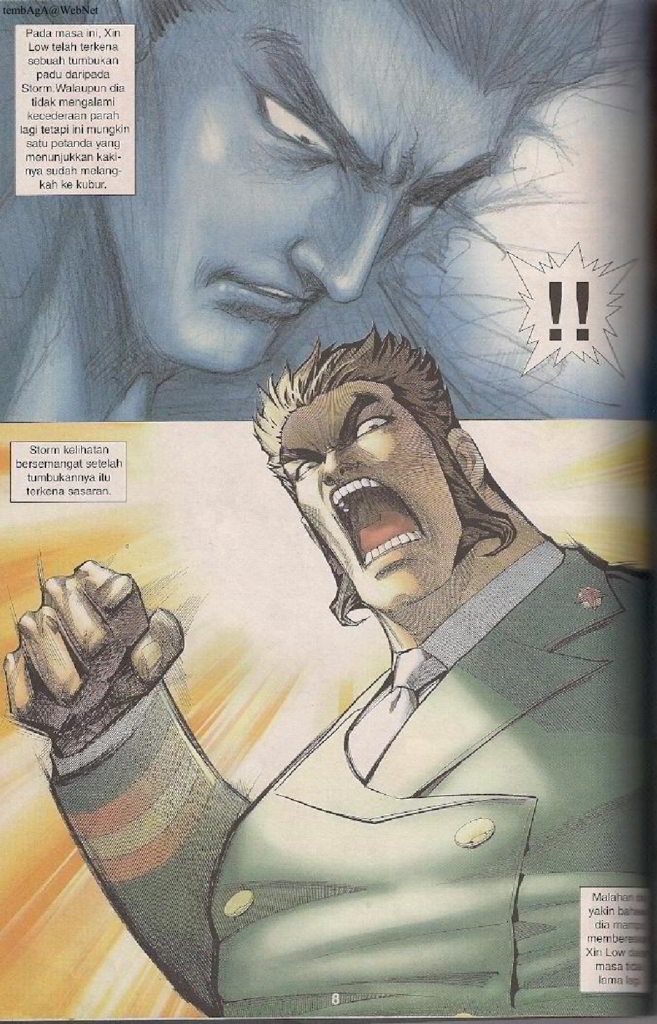 tembAgA@WebNet
Pada masa ini, Xin
Low telah terkena
sebuah tumbukan
padu daripada
Storm.Walaupun dia
tidak mengalami
kecederaan parah
lagi tetapi ini mungkin
satu petanda yang
menunjukkan kaki-
nya sudah melang-
kah ke kubur.
!!
Storm kelihatan
bersemangat setelah
tumbukannya itu
terkena sasaran.
Malahan
yakin
dia
Xin Low
masa
lama
8